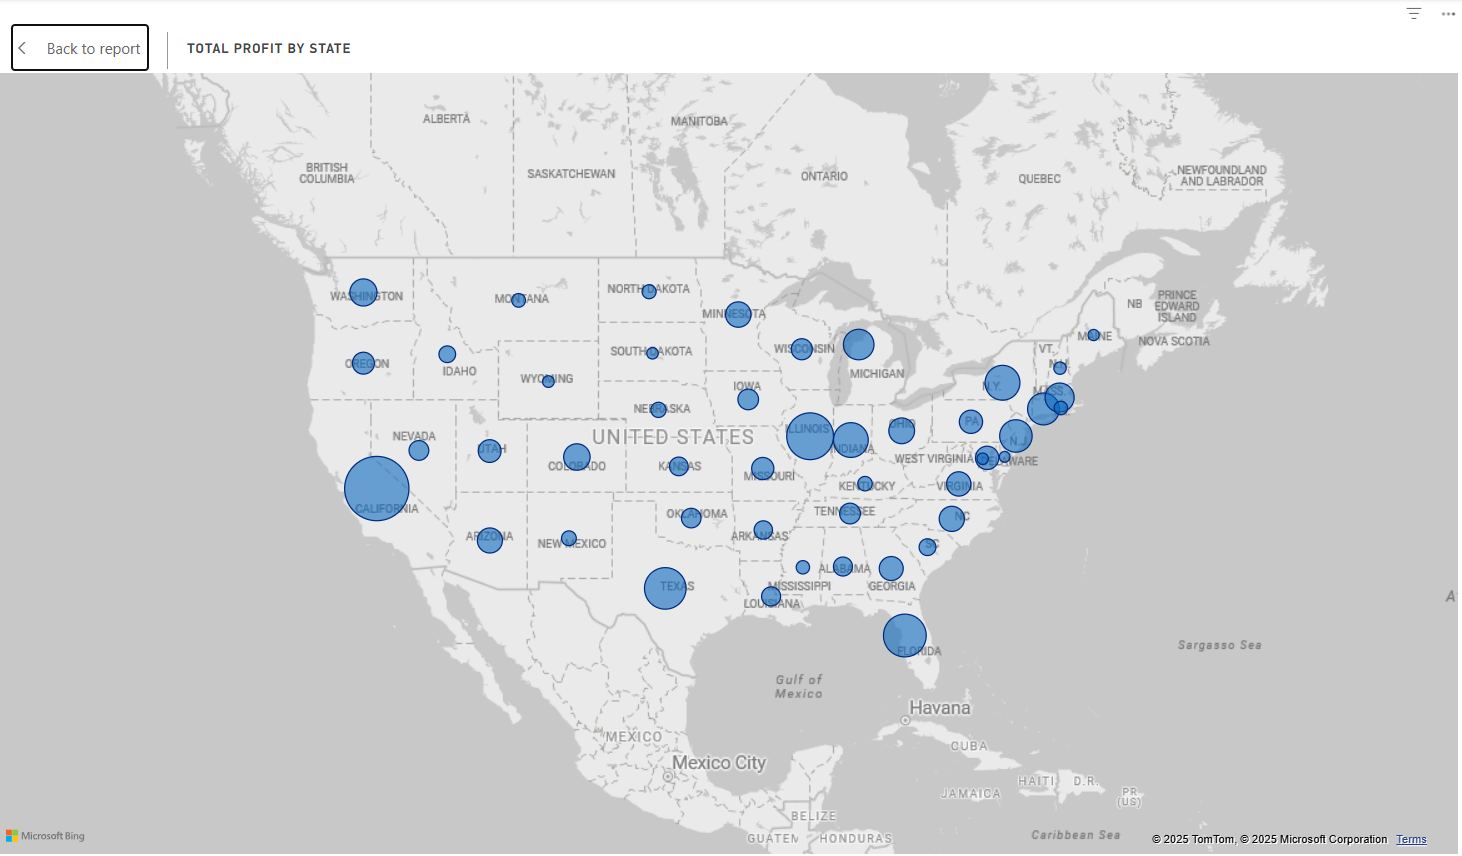 Back to report
TOTAL PROFIT BY STATE
ALBERTA
MANITOBA
BRITISH
COLUMBIA
SASKATCHEWAN
ONTARIO
QUEBEC
NEWFOUNDLAND
AND LABRADOR
WASHINGTON
MONTANA
NORTH DAKOTA
MINNESOTA
NB
PRINCE
EDWARD
ISLAND
MAINE
NOVA SCOTIA
OREGON
IDAHO
SOUTH DAKOTA
WISCONSIN
MICHIGAN
VT.
N.H.
WYOMING
IOWA
N.Y.
MASS.
NEBRASKA
NEVADA
UTAH
UNITED STATES
ILLINOIS
INDIANA
OHIO
PA
N.J.
COLORADO
KANSAS
MISSOURI
WEST VIRGINIA
DELAWARE
CALIFORNIA
KENTUCKY
VIRGINIA
ARIZONA
NEW MEXICO
OKLAHOMA
ARKANSAS
TENNESSEE
NC
SC
TEXAS
LOUISIANA
MISSISSIPPI
ALABAMA
GEORGIA
FLORIDA
A
Sargasso Sea
Gulf of
Mexico
Havana
MEXICO
Mexico City
CUBA
HAITI
D.R.
JAMAICA
PR
(US)
BELIZE
GUATEM
HONDURAS
Caribbean Sea
Microsoft Bing
© 2025 TomTom, © 2025 Microsoft Corporation Terms